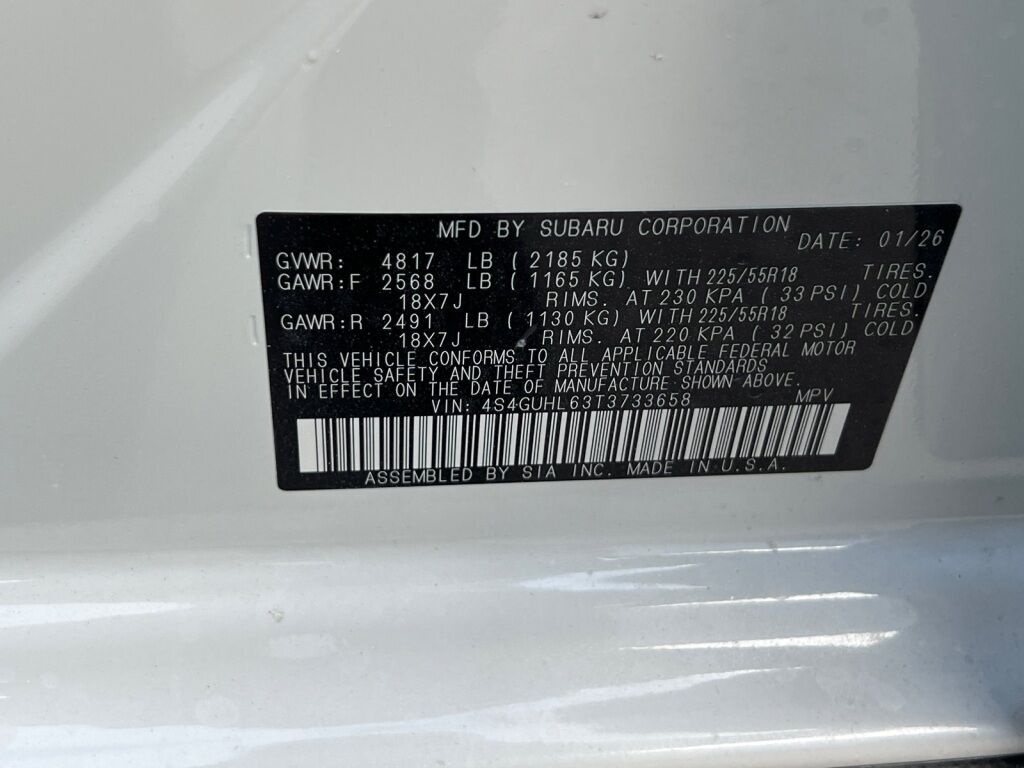 MFD BY SUBARU CORPORATION DATE: 01/26
GVWR: 4817 LB ( 2185 KG)
GAWR:F 2568 LB ( 1165 KG) WITH 225/55R18 TIRES.
18X7J RIMS. AT 230 KPA ( 33 PSI) COLD
GAWR:R 2491 LB ( 1130 KG) WITH 225/55R18 TIRES.
18X7J RIMS. AT 220 KPA ( 32 PSI) COLD
THIS VEHICLE CONFORMS TO ALL APPLICABLE FEDERAL MOTOR
VEHICLE SAFETY AND THEFT PREVENTION STANDARDS
IN EFFECT ON THE DATE OF MANUFACTURE SHOWN ABOVE.
VIN: 4S4GUHL63T3733658 MPV
ASSEMBLED BY SIA INC. MADE IN U.S.A.